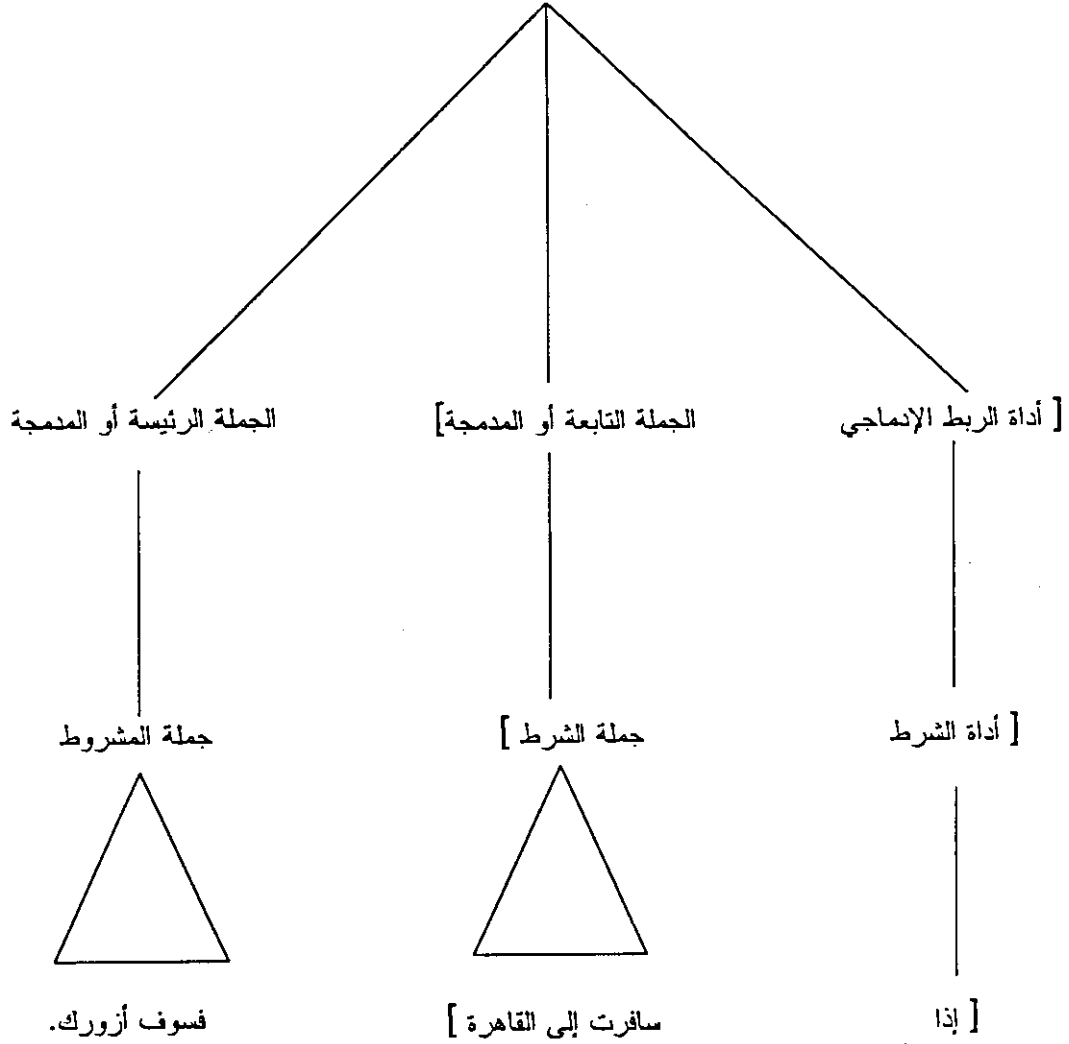 [ أداة الربط الإدماجي الجملة التابعة أو المدمجة] الجملة الرئيسة أو المدمجة
[ أداة الشرط جملة الشرط ] جملة المشروط
[ إذا سافرت إلى القاهرة ] فسوف أزورك.